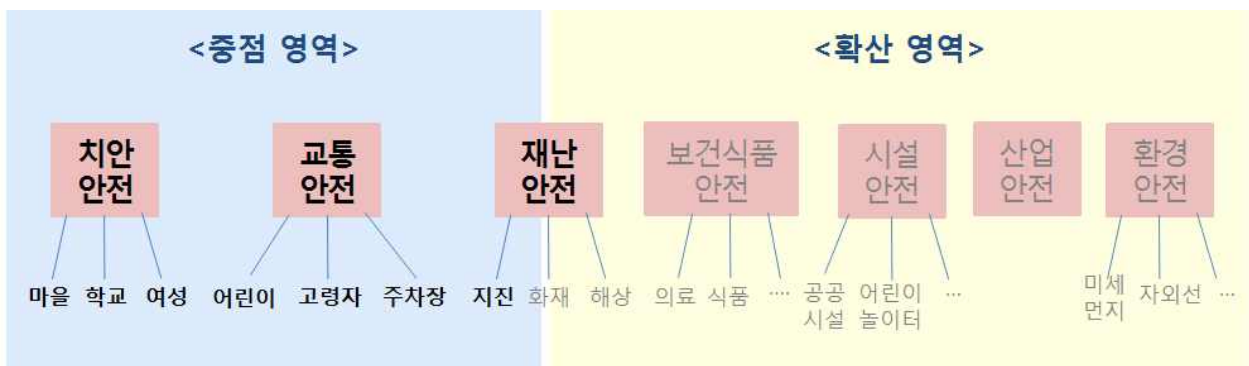 <중점 영역>
<확산 영역>
치안
안전
교통
안전
재난
안전
보건식품
안전
시설
안전
산업
안전
환경
안전
마을 학교 여성
어린이 고령자 주차장
지진 화재 해상
의료 식품 ····
공공
시설
어린이
놀이터
···
미세
먼지
자외선 ···